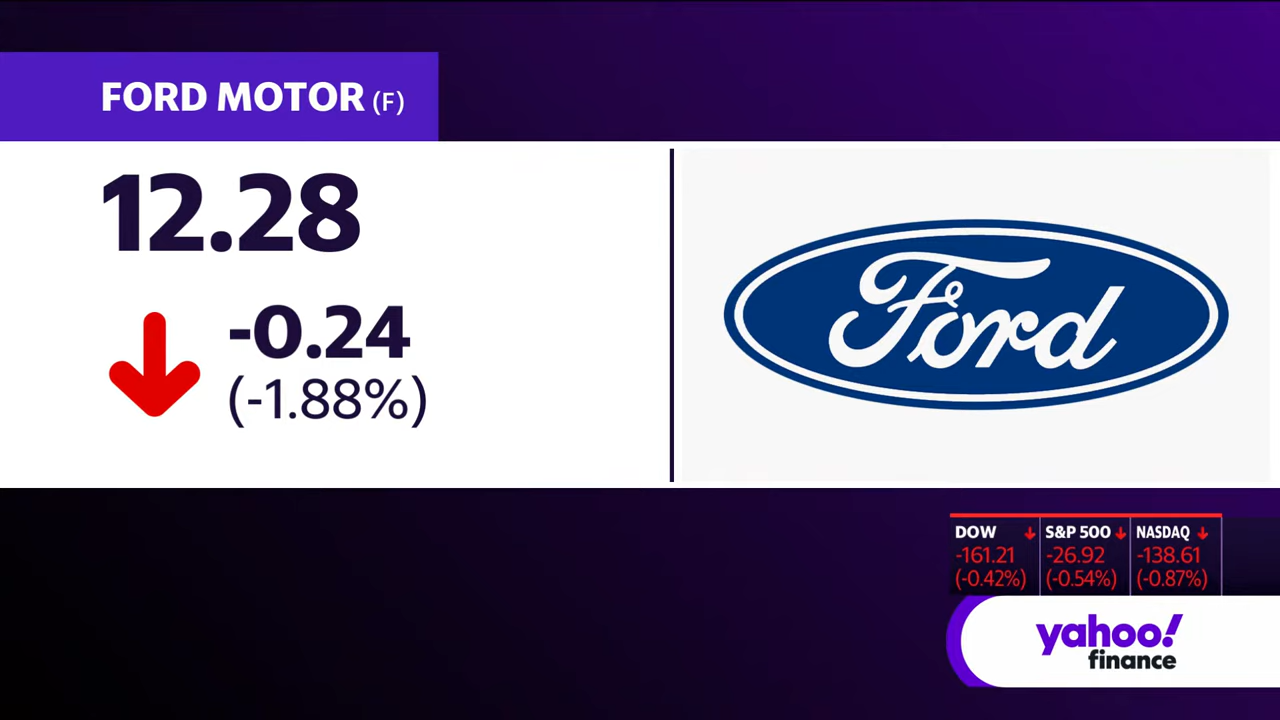 FORD MOTOR (F)
12.28
-0.24
(-1.88%)
Ford
DOW
-161.21
(-0.42%)
S&P 500
-26.92
(-0.54%)
NASDAQ
-138.61
(-0.87%)
yahoo!
finance